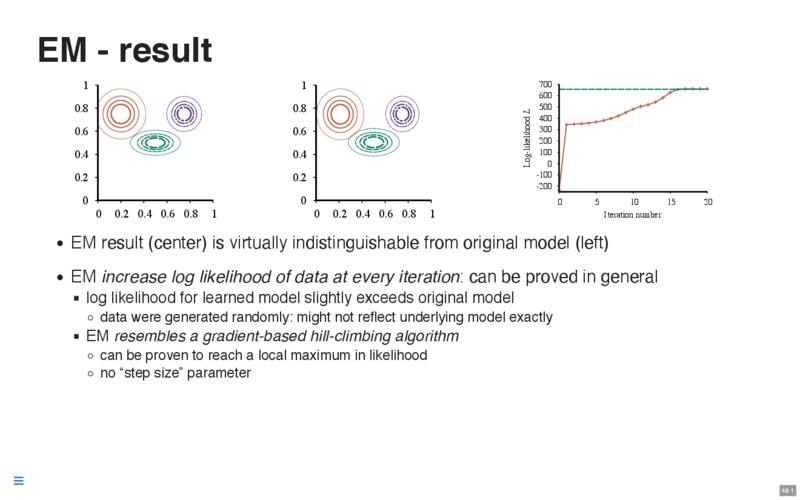 EM - result
1
0.8
0.6
0.4
0.2
0
0 0.2 0.4 0.6 0.8 1
1
0.8
0.6
0.4
0.2
0
0 0.2 0.4 0.6 0.8 1
Log-likelihood L
700
600
500
400
300
200
100
0
-100
-200
0 5 10 15 20
Iteration number
• EM result (center) is virtually indistinguishable from original model (left)
• EM increase log likelihood of data at every iteration: can be proved in general
▪ log likelihood for learned model slightly exceeds original model
○ data were generated randomly: might not reflect underlying model exactly
▪ EM resembles a gradient-based hill-climbing algorithm
○ can be proven to reach a local maximum in likelihood
○ no “step size” parameter